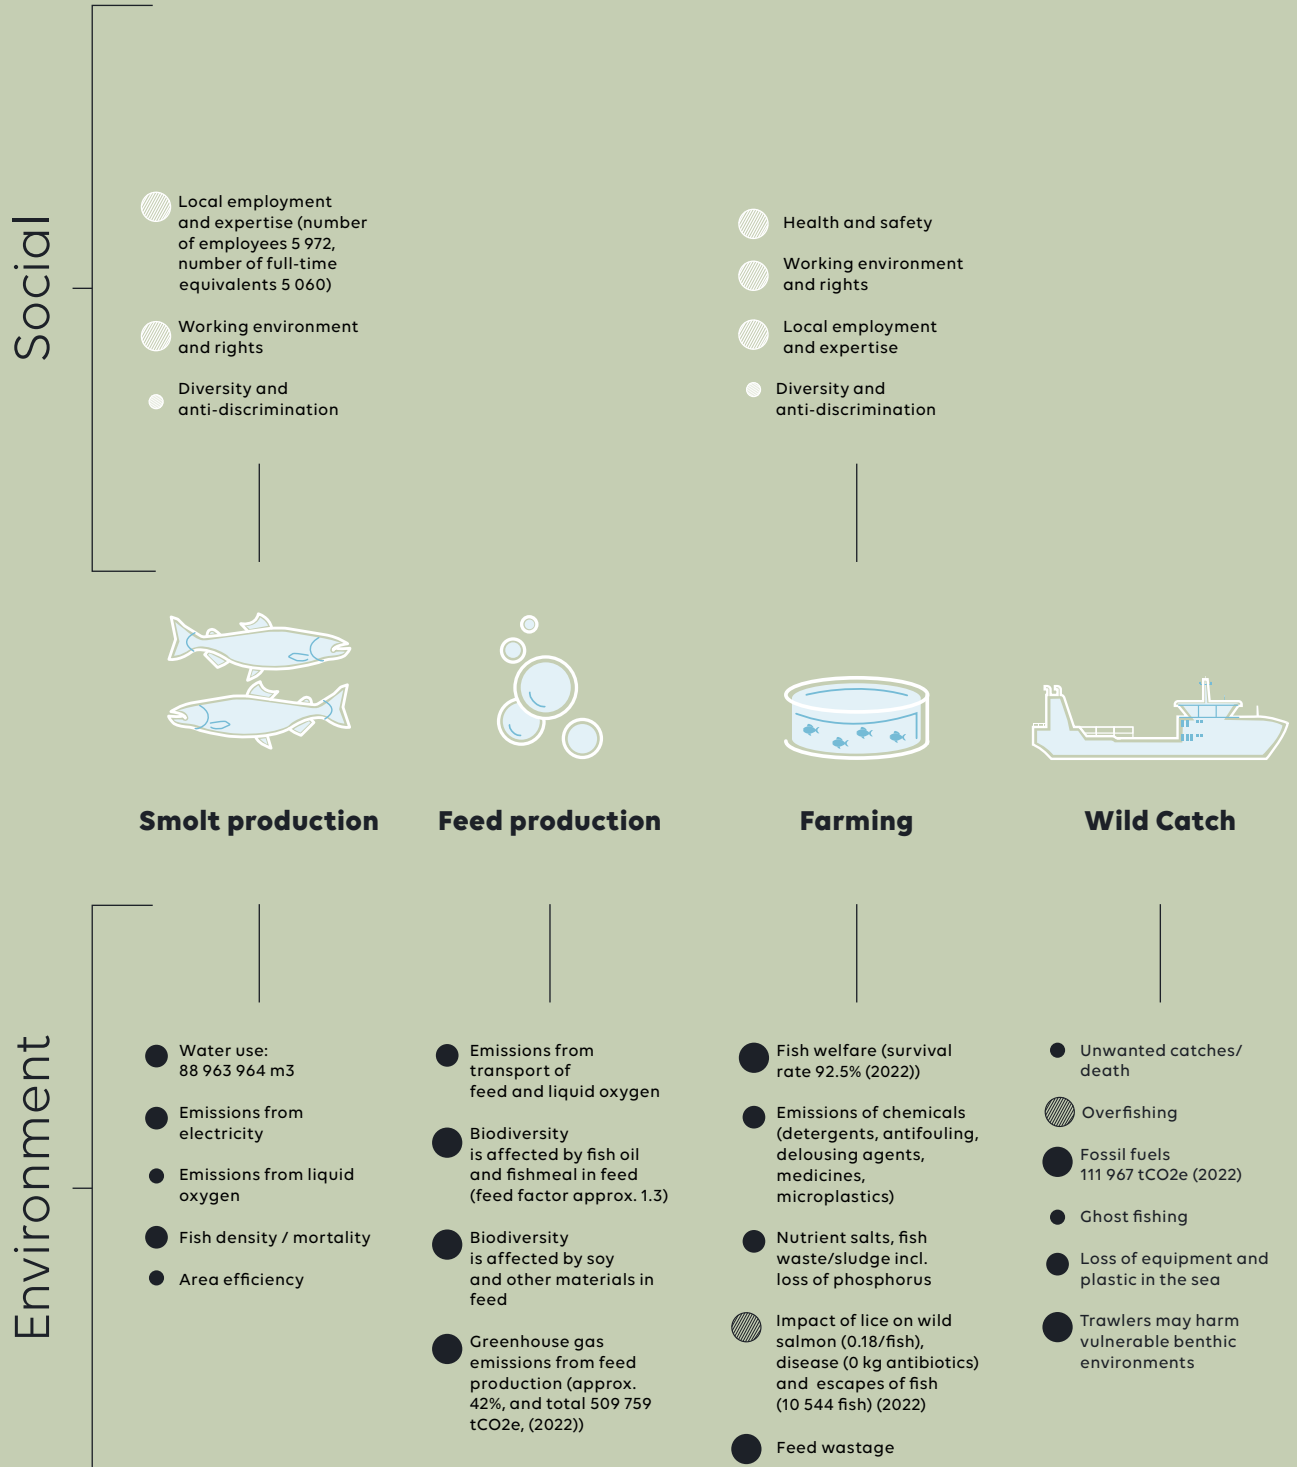 Social
Local employment
and expertise (number
of employees 5 972,
number of full-time
equivalents 5 060)
Working environment
and rights
Diversity and
anti-discrimination
Health and safety
Working environment
and rights
Local employment
and expertise
Diversity and
anti-discrimination
Smolt production
Feed production
Farming
Wild Catch
Environment
Water use:
88 963 964 m3
Emissions from
electricity
Emissions from liquid
oxygen
Fish density / mortality
Area efficiency
Emissions from
transport of
feed and liquid oxygen
Biodiversity
is affected by fish oil
and fishmeal in feed
(feed factor approx. 1.3)
Biodiversity
is affected by soy
and other materials in
feed
Greenhouse gas
emissions from feed
production (approx.
42%, and total 509 759
tCO2e, (2022))
Fish welfare (survival
rate 92.5% (2022))
Emissions of chemicals
(detergents, antifouling,
delousing agents,
medicines,
microplastics)
Nutrient salts, fish
waste/sludge incl.
loss of phosphorus
Impact of lice on wild
salmon (0.18/fish),
disease (0 kg antibiotics)
and escapes of fish
(10 544 fish) (2022)
Feed wastage
Unwanted catches/
death
Overfishing
Fossil fuels
111 967 tCO2e (2022)
Ghost fishing
Loss of equipment and
plastic in the sea
Trawlers may harm
vulnerable benthic
environments